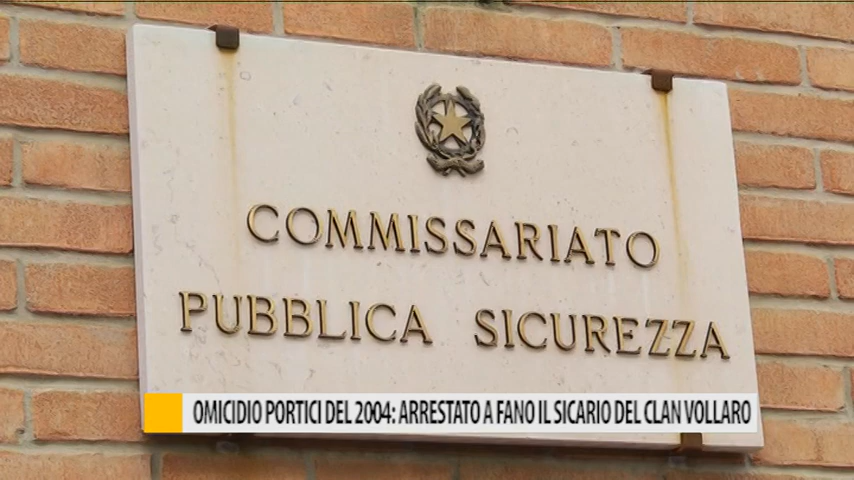 COMMISSARIATO
PUBBLICA SICUREZZA
OMICIDIO PORTICI DEL 2004: ARRESTATO A FANO IL SICARIO DEL CLAN VOLLARO